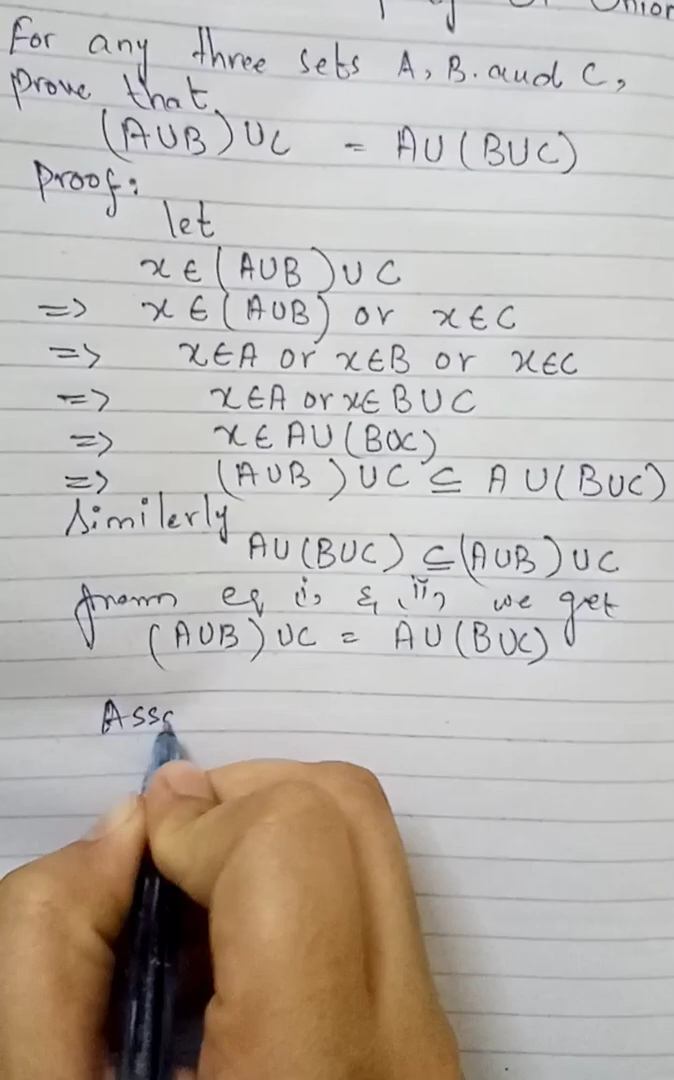 Union
For any three sets A, B. and C,
prove that
(AUB)UC = AU(BUC)
Proof:
let
x∈(AUB)UC
=> x∈(AUB) or x∈C
=> x∈A or x∈B or x∈C
=> x∈A or x∈ BUC
=> x∈AU(BUC)
=> (AUB)UC ⊆ AU(BUC)
Similerly
AU(BUC) ⊆ (AUB)UC
from eq i, & ii, we get
(AUB)UC = AU(BUC)
Asso